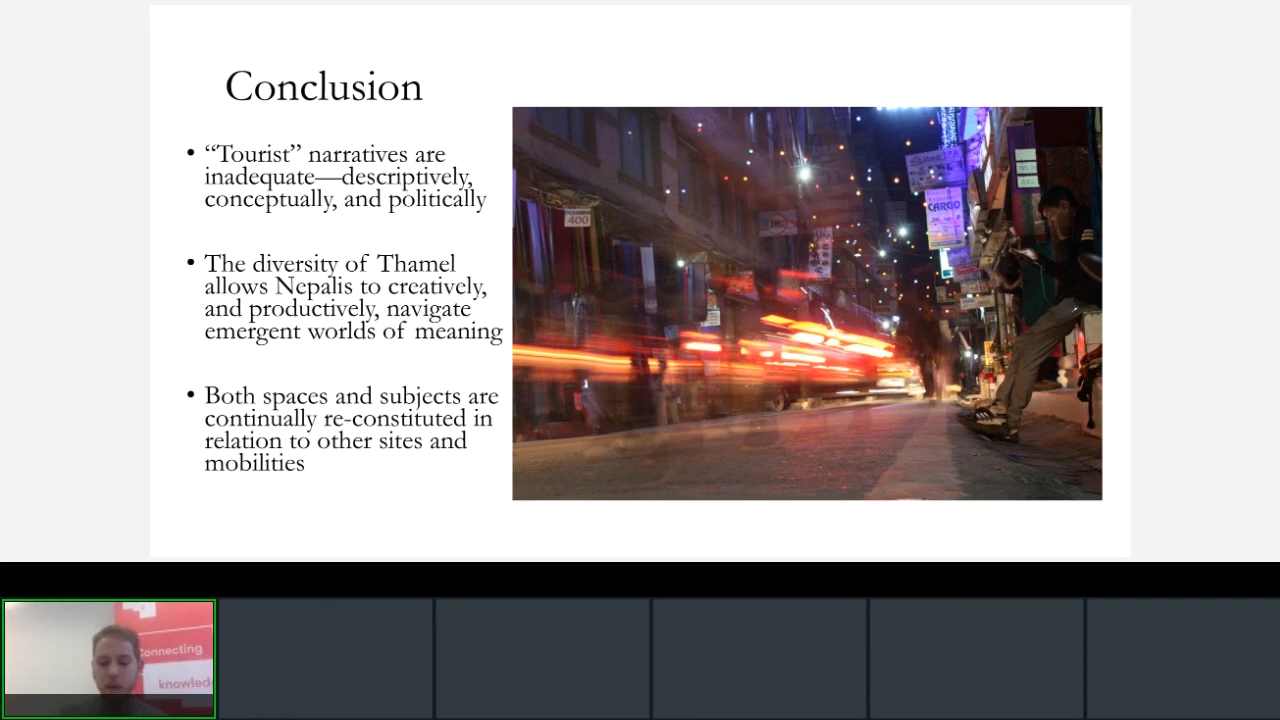 Conclusion
• “Tourist” narratives are
inadequate—descriptively,
conceptually, and politically
• The diversity of Thamel
allows Nepalis to creatively,
and productively, navigate
emergent worlds of meaning
• Both spaces and subjects are
continually re-constituted in
relation to other sites and
mobilities
400
CARGO
Connecting